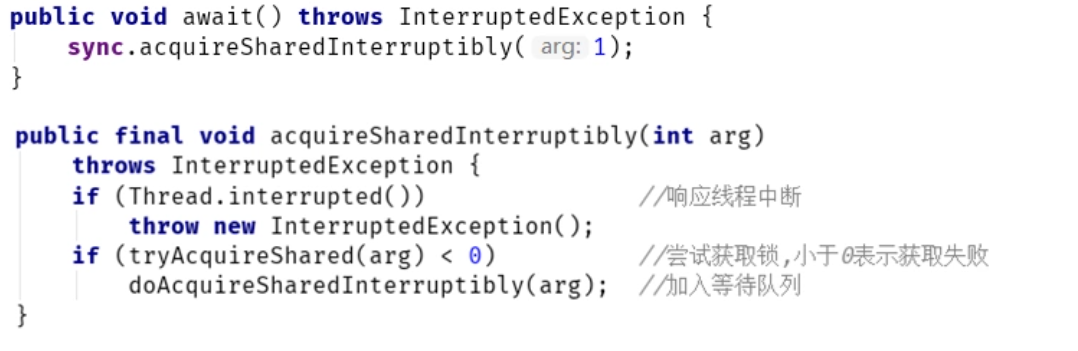 public void await() throws InterruptedException {
    sync.acquireSharedInterruptibly( arg: 1);
}
public final void acquireSharedInterruptibly(int arg)
    throws InterruptedException {
    if (Thread.interrupted())               //响应线程中断
        throw new InterruptedException();
    if (tryAcquireShared(arg) < 0)          //尝试获取锁,小于0表示获取失败
        doAcquireSharedInterruptibly(arg);  //加入等待队列
}